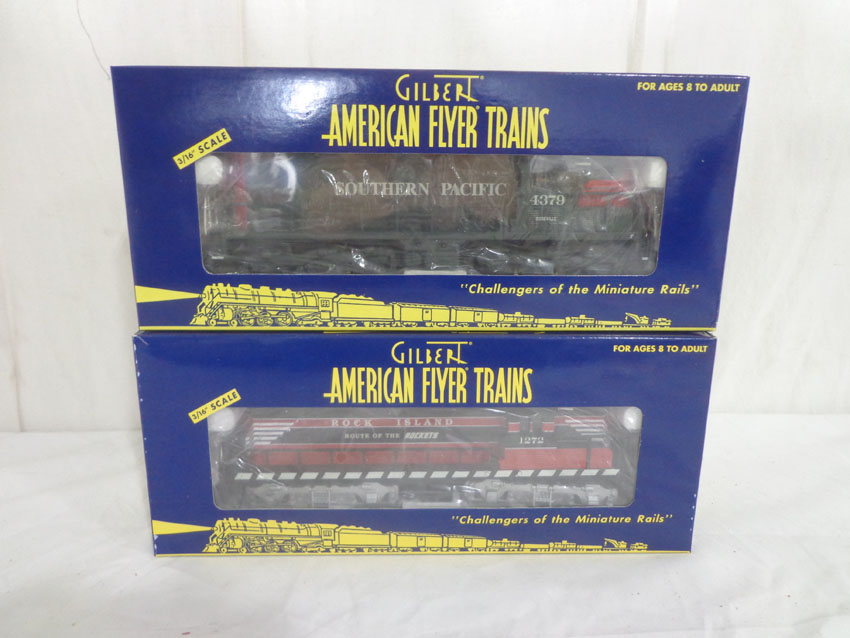 GILBERT®
FOR AGES 8 TO ADULT
AMERICAN FLYER® TRAINS
3/16" SCALE
SOUTHERN PACIFIC
4379
"Challengers of the Miniature Rails"
GILBERT®
FOR AGES 8 TO ADULT
AMERICAN FLYER TRAINS
3/16" SCALE
ROCK ISLAND
ROUTE OF THE ROCKETS
1272
"Challengers of the Miniature Rails"